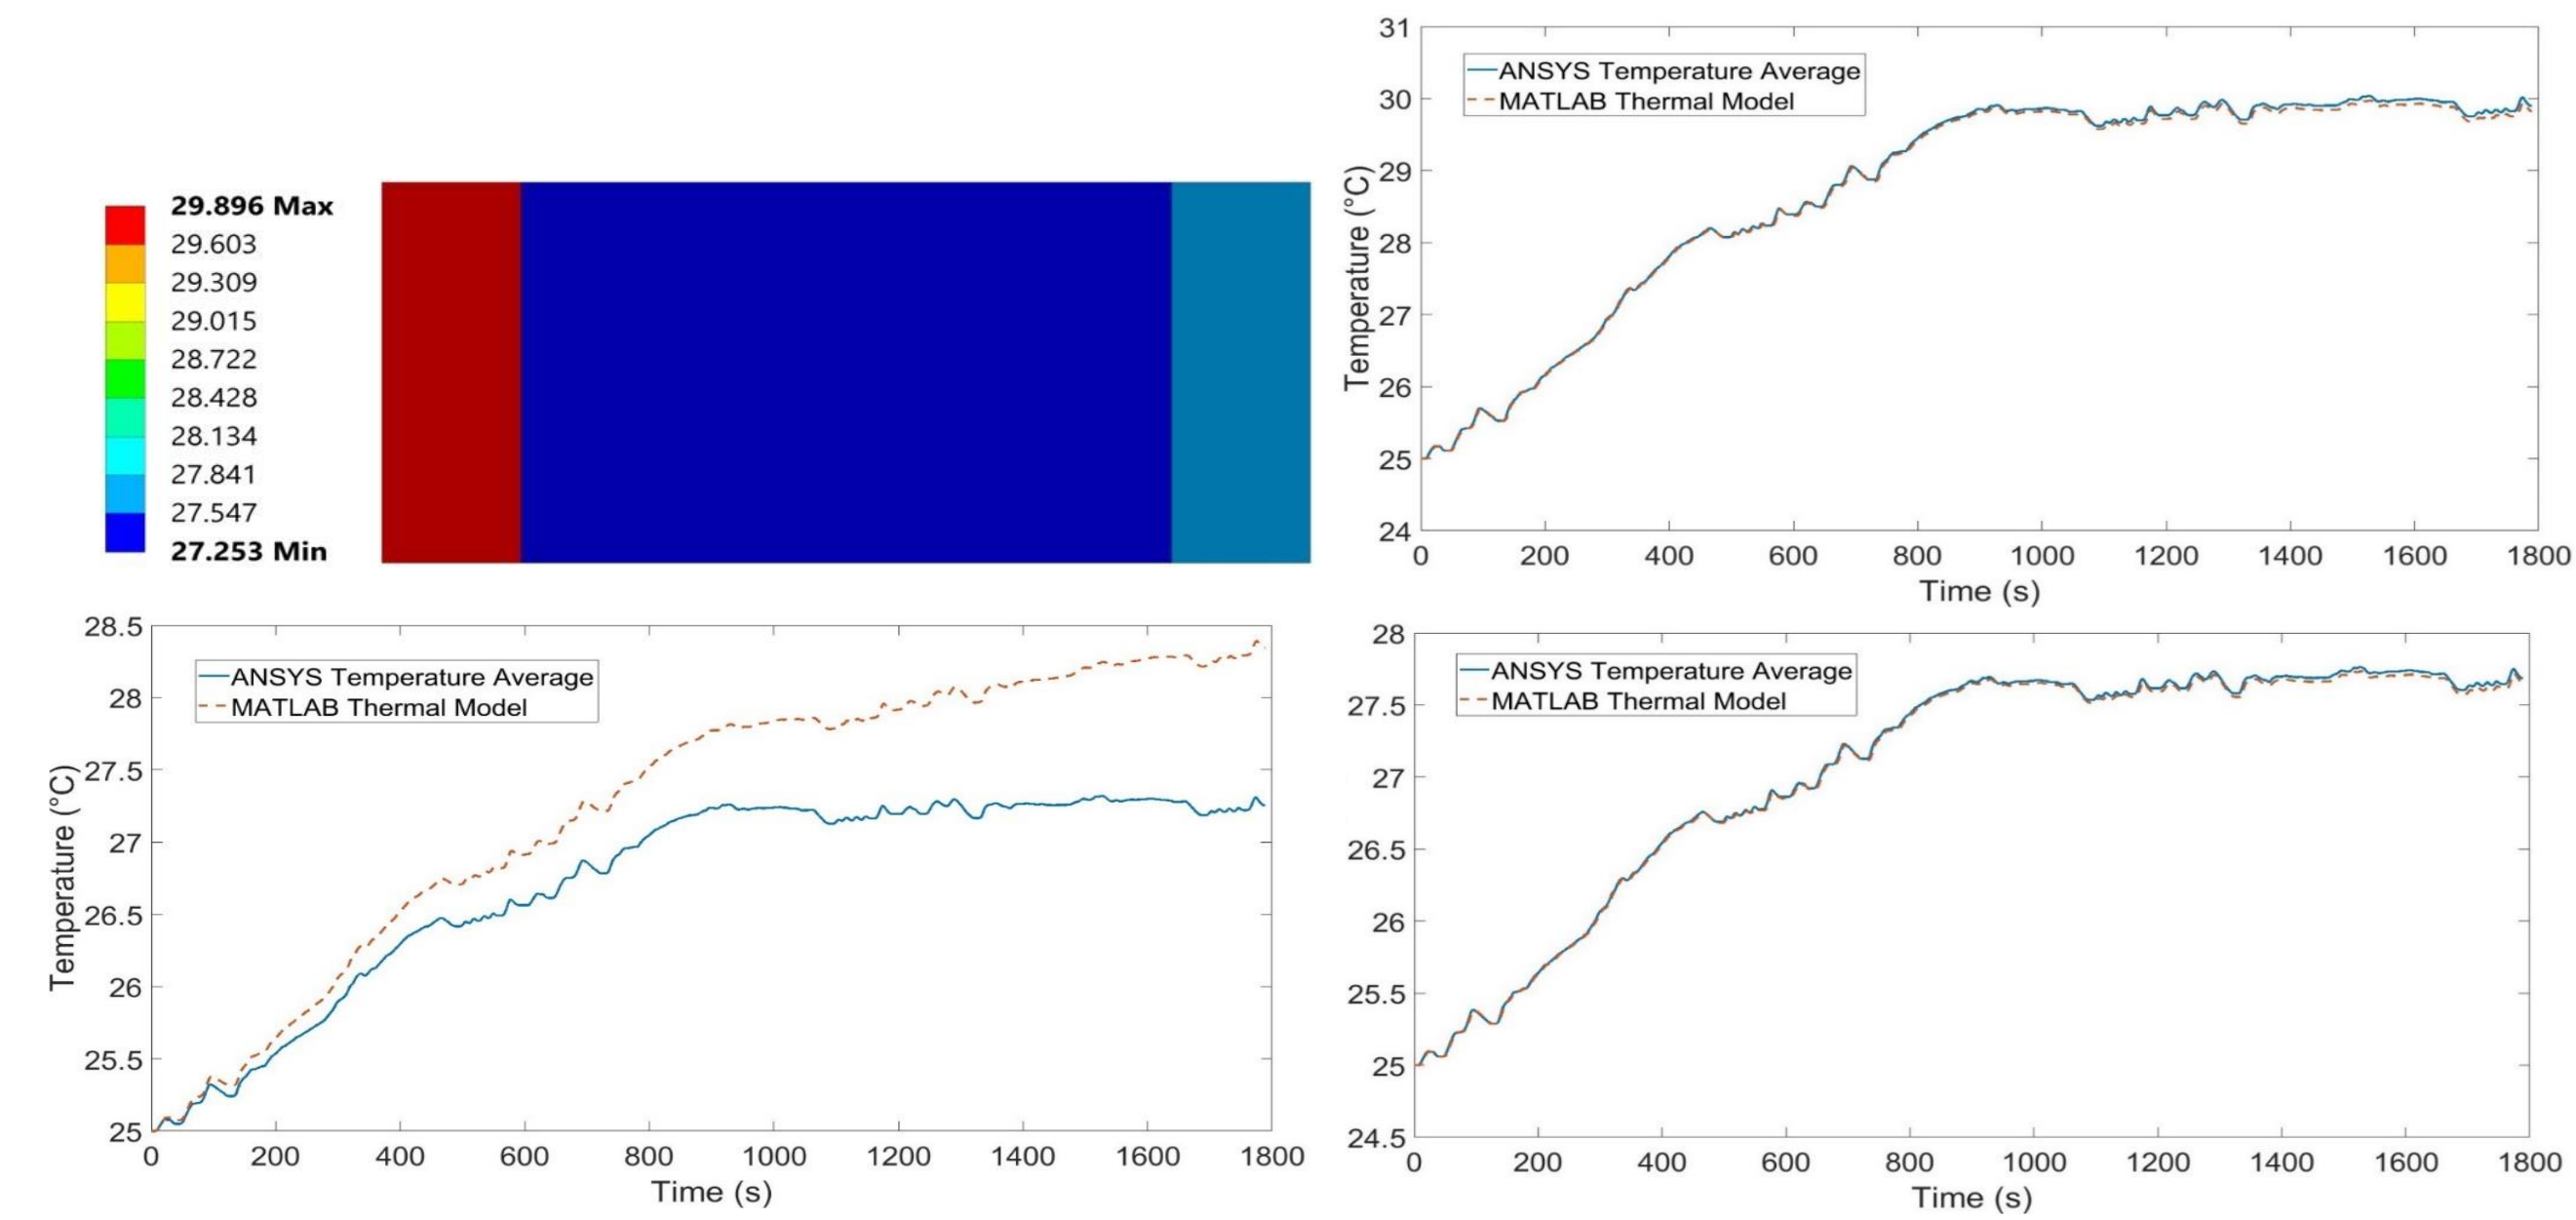 29.896 Max
29.603
29.309
29.015
28.722
28.428
28.134
27.841
27.547
27.253 Min
31
30
29
28
27
26
25
24
Temperature (°C)
ANSYS Temperature Average
MATLAB Thermal Model
0 200 400 600 800 1000 1200 1400 1600 1800
Time (s)
28.5
28
27.5
27
26.5
26
25.5
25
Temperature (°C)
ANSYS Temperature Average
MATLAB Thermal Model
0 200 400 600 800 1000 1200 1400 1600 1800
Time (s)
28
27.5
27
26.5
26
25.5
25
24.5
ANSYS Temperature Average
MATLAB Thermal Model
0 200 400 600 800 1000 1200 1400 1600 1800
Time (s)